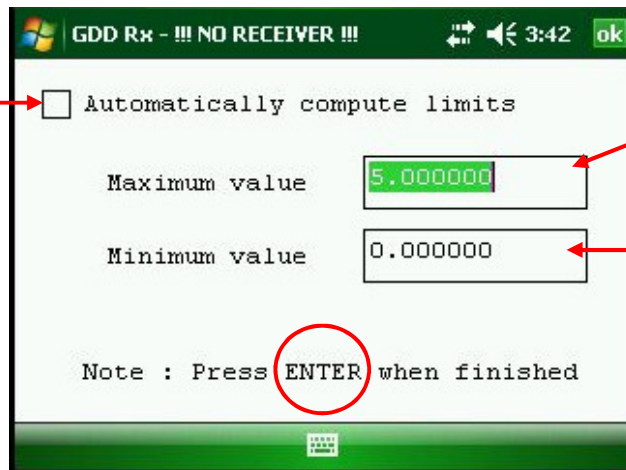 GDD Rx - !!! NO RECEIVER !!! 3:42 ok
Automatically compute limits
Maximum value 5.000000
Minimum value 0.000000
Note : Press ENTER when finished